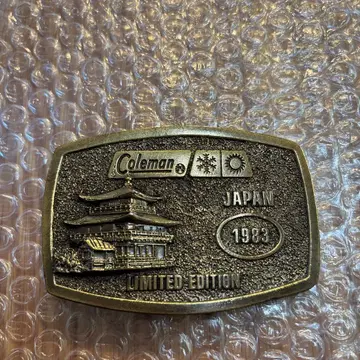 Coleman®
JAPAN
1983
LIMITED-EDITION